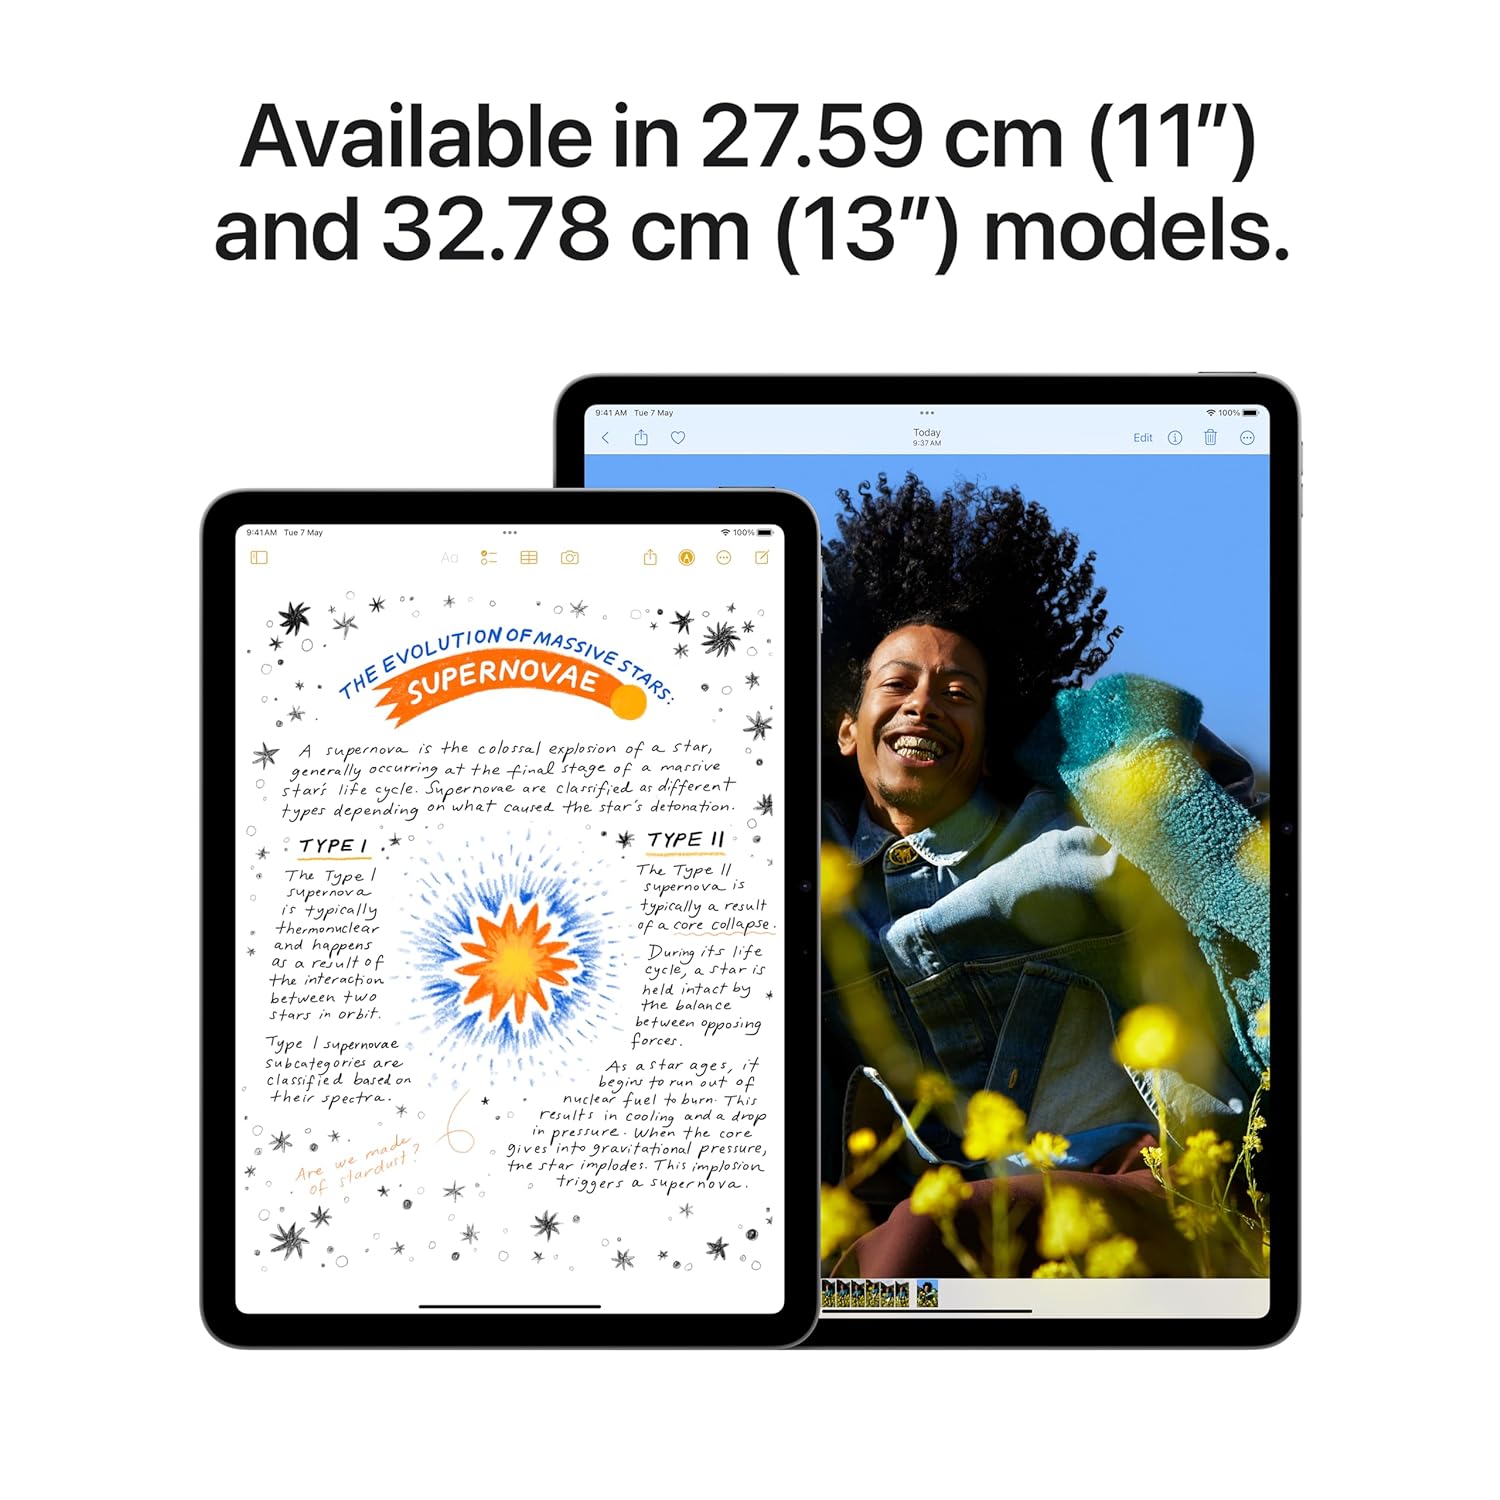 Available in 27.59 cm (11″)
and 32.78 cm (13″) models.
9:41 AM Tue 7 May
100%
Today
9:37 AM
Edit
9:41 AM Tue 7 May
100%
Aa
THE EVOLUTION OF MASSIVE STARS:
SUPERNOVAE
A supernova is the colossal explosion of a star,
generally occurring at the final stage of a massive
star's life cycle. Supernovae are classified as different
types depending on what caused the star's detonation.
TYPE I
The Type I
supernova
is typically
thermonuclear
and happens
as a result of
the interaction
between two
stars in orbit.
Type I supernovae
subcategories are
classified based on
their spectra.
Are we made
of stardust?
TYPE II
The Type II
supernova is
typically a result
of a core collapse.
During its life
cycle, a star is
held intact by
the balance
between opposing
forces.
As a star ages, it
begins to run out of
nuclear fuel to burn. This
results in cooling and a drop
in pressure. When the core
gives into gravitational pressure,
the star implodes. This implosion
triggers a supernova.